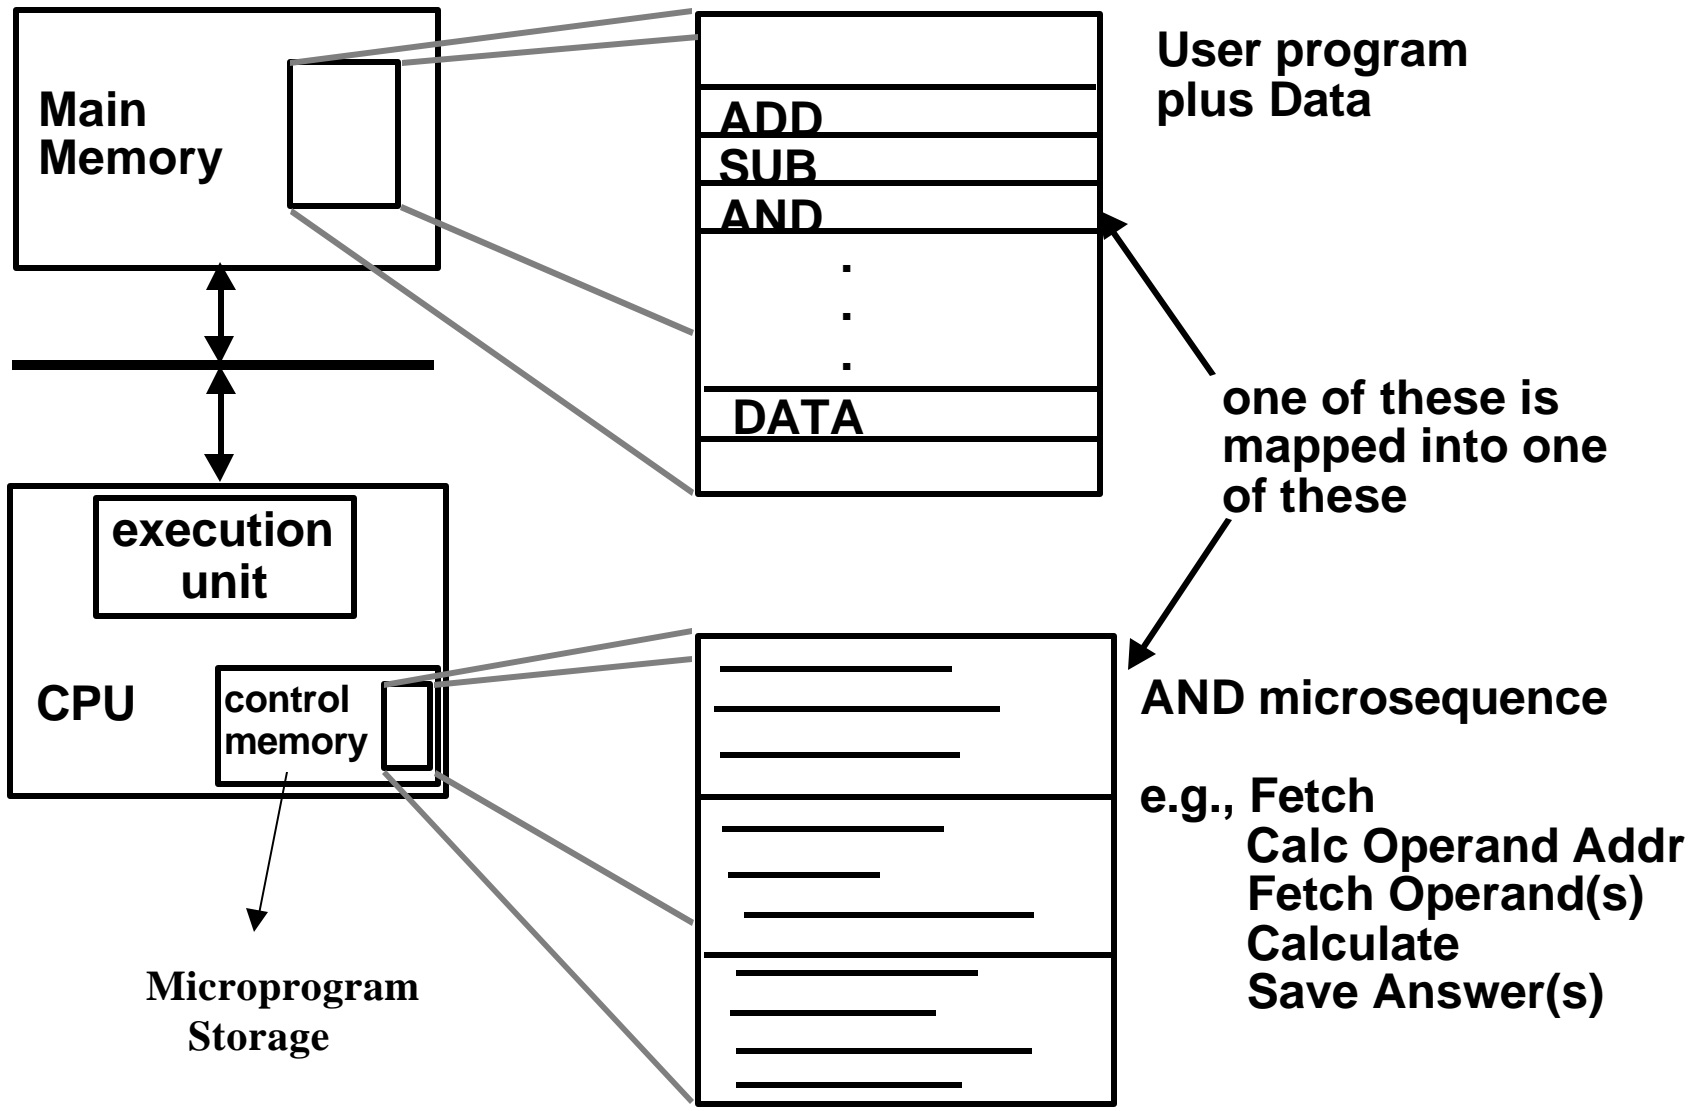 Main
Memory
ADD
SUB
AND
.
.
.
DATA
User program
plus Data
one of these is
mapped into one
of these
execution
unit
CPU
control
memory
Microprogram
Storage
AND microsequence
e.g., Fetch
Calc Operand Addr
Fetch Operand(s)
Calculate
Save Answer(s)